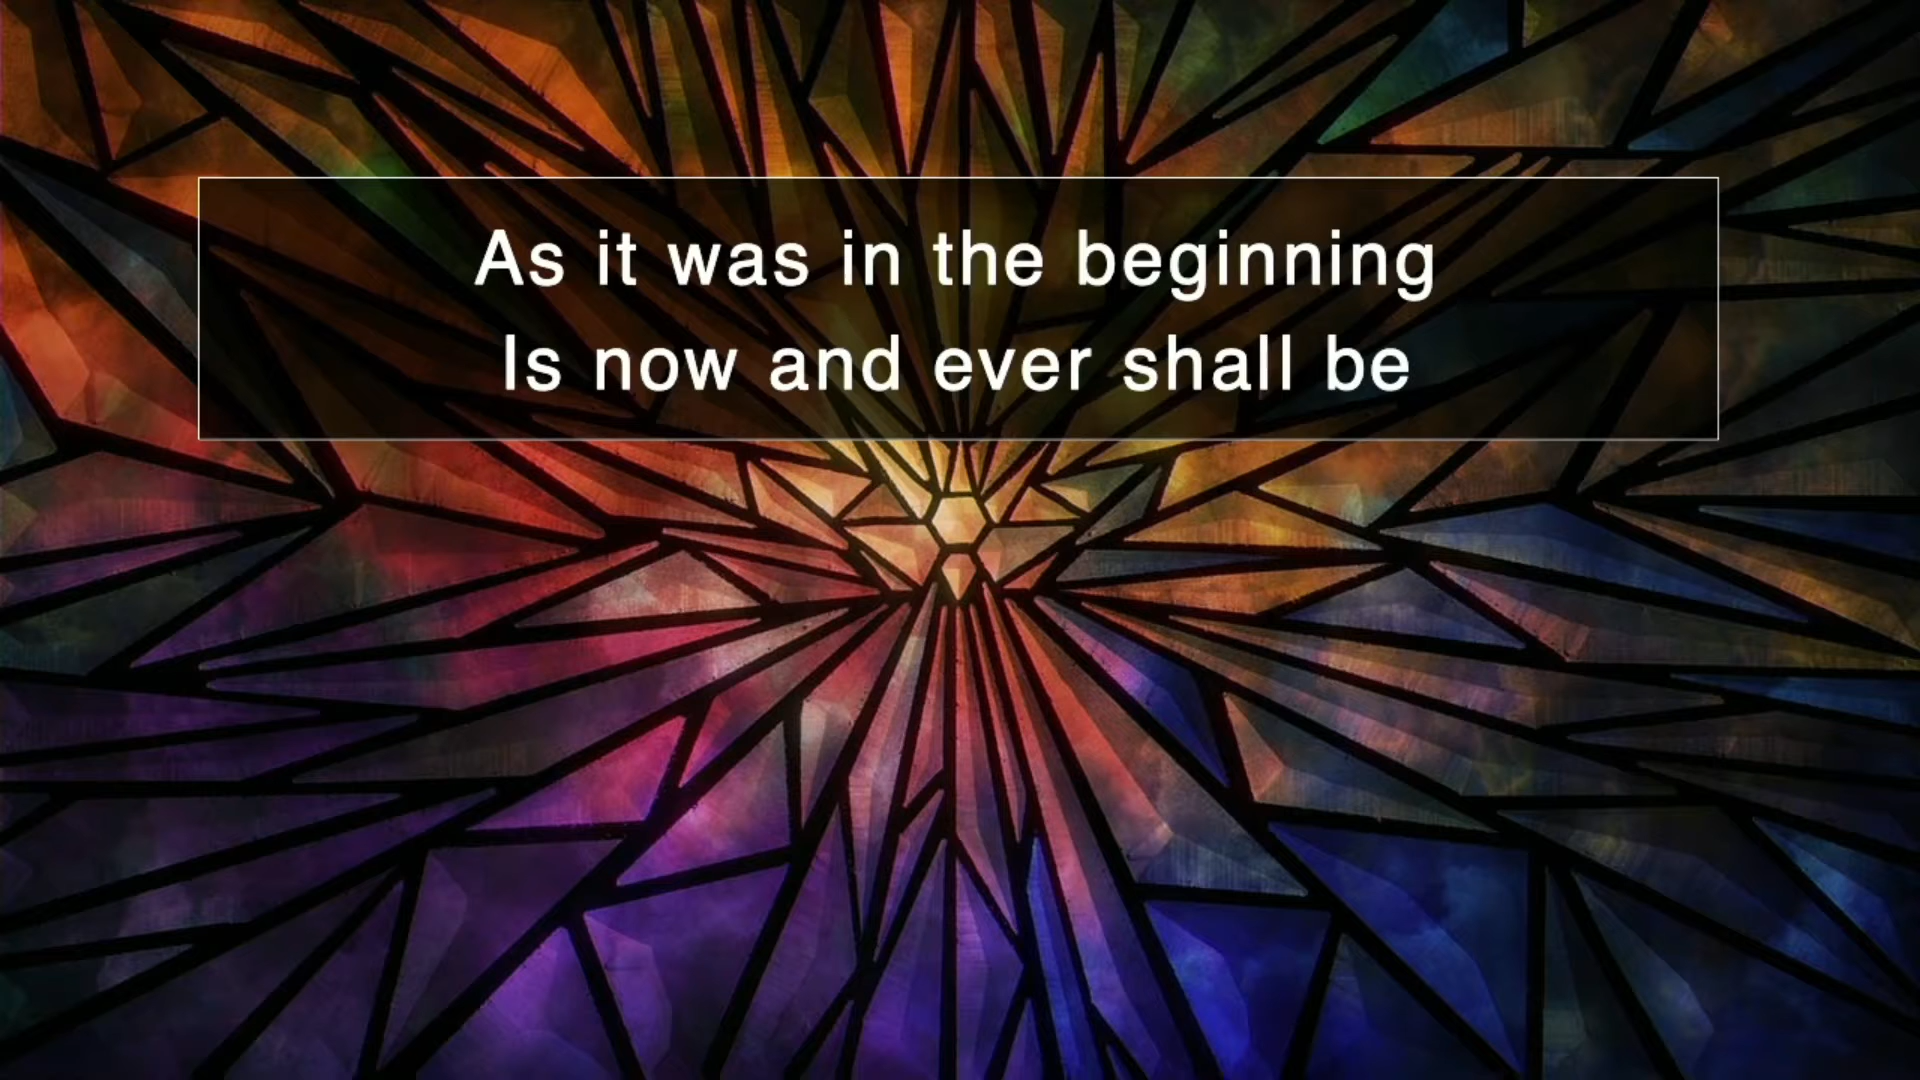 As it was in the beginning
Is now and ever shall be